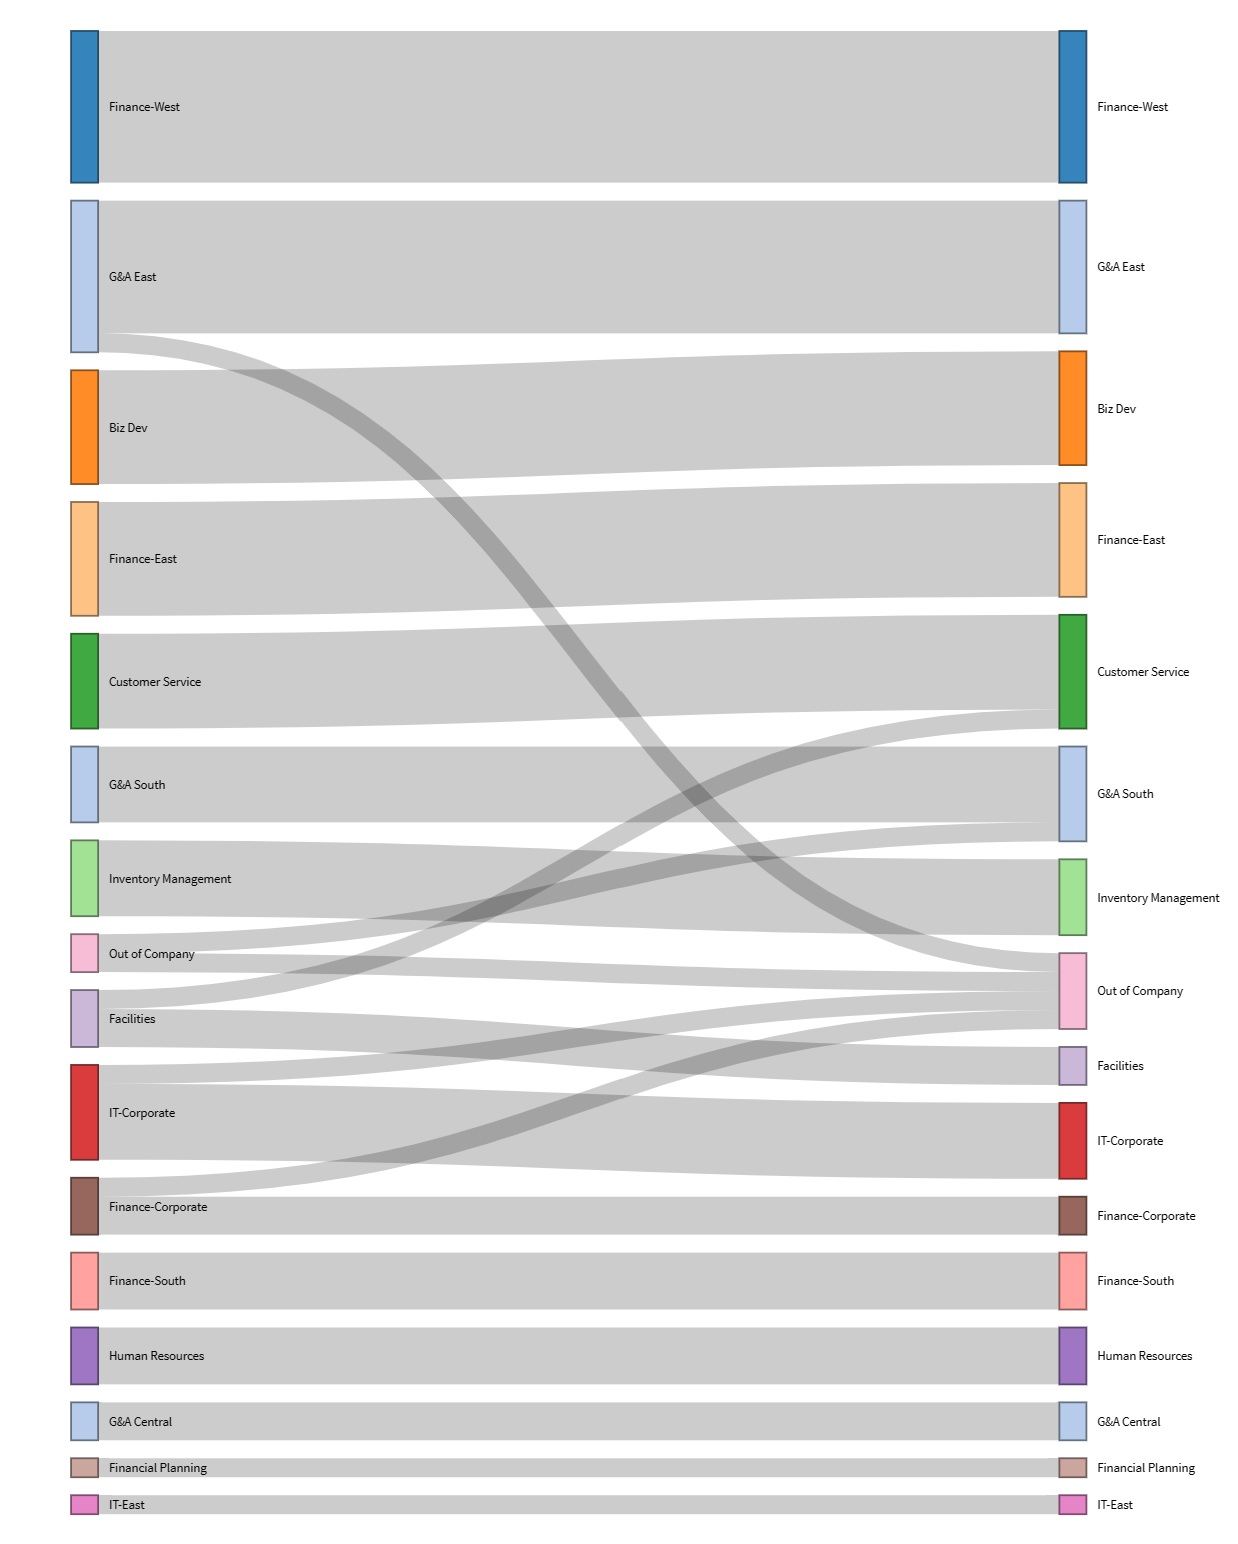 Finance-West
Finance-West
G&A East
G&A East
Biz Dev
Biz Dev
Finance-East
Finance-East
Customer Service
Customer Service
G&A South
G&A South
Inventory Management
Inventory Management
Out of Company
Out of Company
Facilities
Facilities
IT-Corporate
IT-Corporate
Finance-Corporate
Finance-Corporate
Finance-South
Finance-South
Human Resources
Human Resources
G&A Central
G&A Central
Financial Planning
Financial Planning
IT-East
IT-East